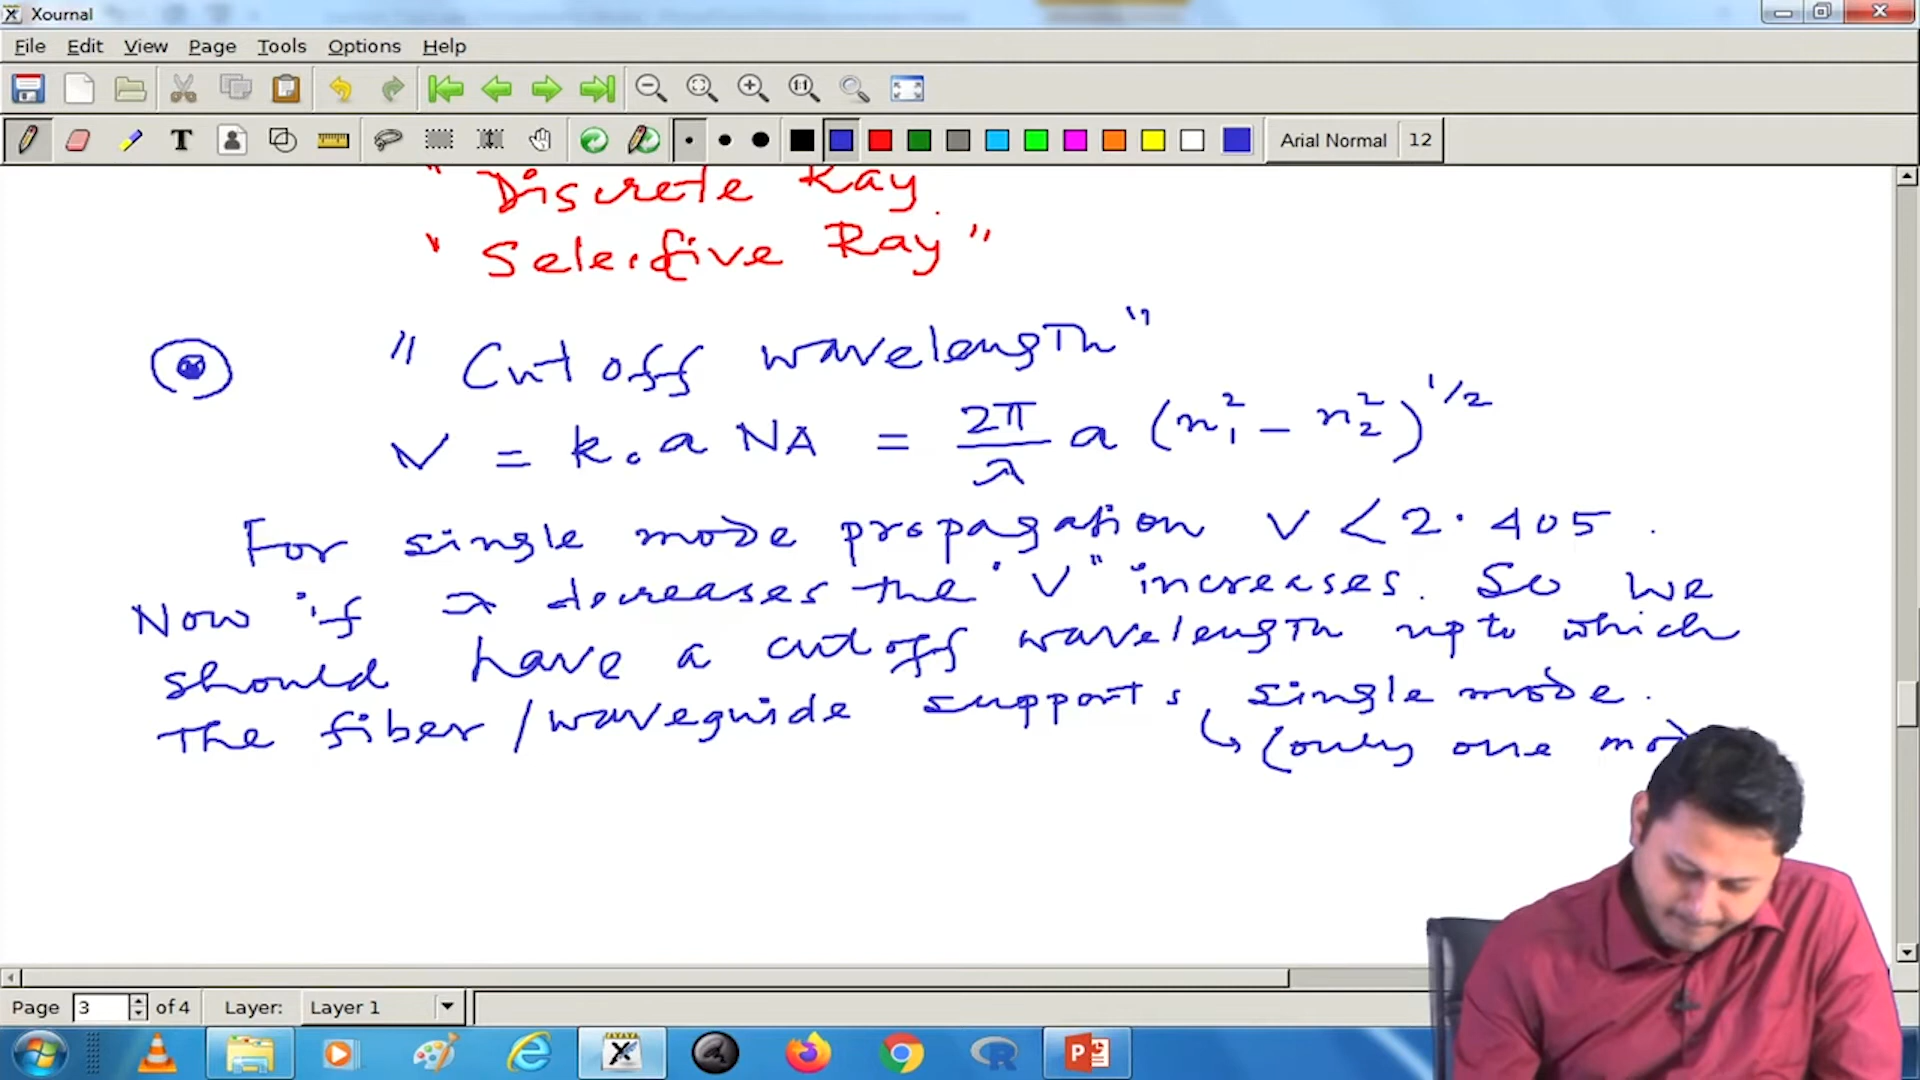 Xournal
File Edit View Page Tools Options Help
T Arial Normal 12
" Discrete Ray
" Selective Ray "
" Cut off wavelength "
V = k₀ a NA = 2π/λ a (n₁² - n₂²)^1/2
For single mode propagation V < 2.405.
Now if λ decreases the "V" increases. So we
should have a cut off wavelength upto which
The fiber/waveguide supports single mode.
(only one mo
Page 3 of 4 Layer: Layer 1